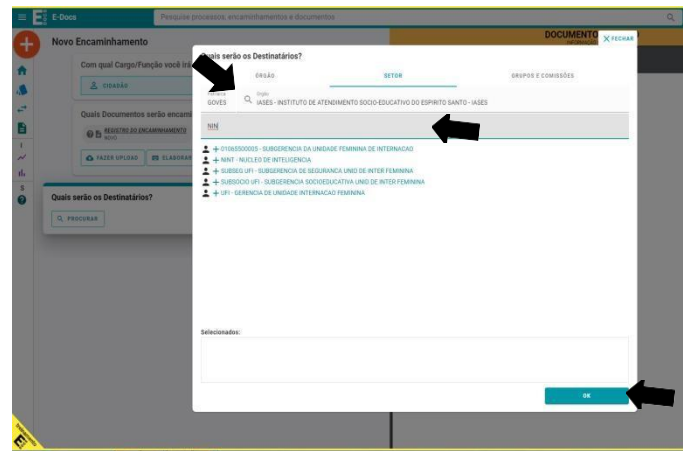 E-Docs
Pesquise processos, encaminhamentos e documentos
Novo Encaminhamento
DOCUMENTO
FECHAR
Com qual Cargo/Função você irá
CIDADÃO
Quais Documentos serão encami
REGISTRO DO ENCAMINHAMENTO
NOVO
FAZER UPLOAD
ELABORAR
Quais serão os Destinatários?
PROCURAR
Quais serão os Destinatários?
ÓRGÃO
SETOR
GRUPOS E COMISSÕES
GOVES
Órgão
IASES - INSTITUTO DE ATENDIMENTO SOCIO-EDUCATIVO DO ESPIRITO SANTO - IASES
NIN
+ 01065500005 - SUBGERENCIA DA UNIDADE FEMININA DE INTERNACAO
+ NINT - NUCLEO DE INTELIGENCIA
+ SUBSEG UFI - SUBGERENCIA DE SEGURANCA UNID DE INTER FEMININA
+ SUBSOCIO UFI - SUBGERENCIA SOCIOEDUCATIVA UNID DE INTER FEMININA
+ UFI - GERENCIA DE UNIDADE INTERNACAO FEMININA
Selecionados:
OK
Treinamento